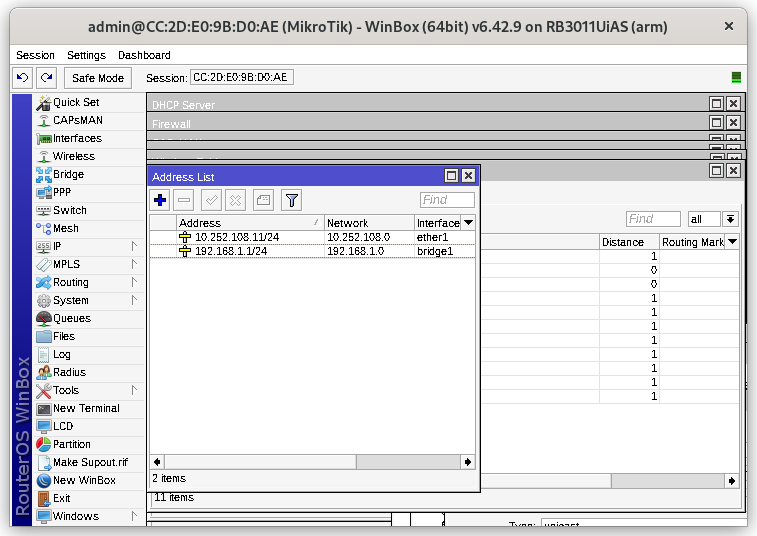 admin@CC:2D:E0:9B:D0:AE (MikroTik) - WinBox (64bit) v6.42.9 on RB3011UiAS (arm)
Session Settings Dashboard
Safe Mode Session: CC:2D:E0:9B:D0:AE
RouterOS WinBox
Quick Set
CAPsMAN
Interfaces
Wireless
Bridge
PPP
Switch
Mesh
IP
MPLS
Routing
System
Queues
Files
Log
Radius
Tools
New Terminal
LCD
Partition
Make Supout.rif
New WinBox
Exit
Windows
DHCP Server
Firewall
Address List
Find
Address Network Interface
10.252.108.11/24 10.252.108.0 ether1
192.168.1.1/24 192.168.1.0 bridge1
2 items
Find all
Distance Routing Mark
1
0
0
1
1
1
1
1
1
1
1
11 items
Type: unicast